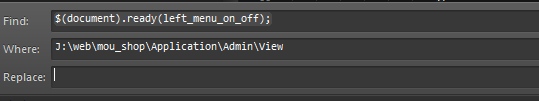 Find: $(document).ready(left_menu_on_off);
Where: J:\web\mou_shop\Application\Admin\View
Replace: